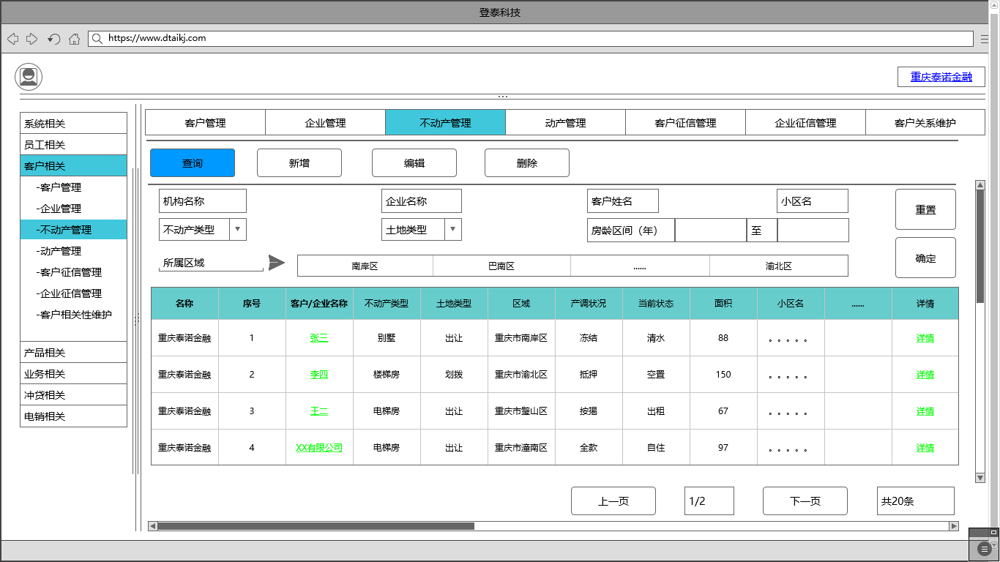 登泰科技
https://www.dtaikj.com
重庆泰诺金融
系统相关
员工相关
客户相关
-客户管理
-企业管理
-不动产管理
-动产管理
-客户征信管理
-企业征信管理
-客户相关性维护
产品相关
业务相关
冲贷相关
电销相关
客户管理 企业管理 不动产管理 动产管理 客户征信管理 企业征信管理 客户关系维护
查询 新增 编辑 删除
机构名称 企业名称 客户姓名 小区名 重置
不动产类型 土地类型 房龄区间（年） 至
所属区域 南岸区 巴南区 ...... 渝北区 确定
名称 序号 客户/企业名称 不动产类型 土地类型 区域 产调状况 当前状态 面积 小区名 ...... 详情
重庆泰诺金融 1 张三 别墅 出让 重庆市南岸区 冻结 清水 88 。。。。。 详情
重庆泰诺金融 2 李四 楼梯房 划拨 重庆市渝北区 抵押 空置 150 。。。。。 详情
重庆泰诺金融 3 王二 电梯房 出让 重庆市璧山区 按揭 出租 67 。。。。。 详情
重庆泰诺金融 4 XX有限公司 电梯房 出让 重庆市潼南区 全款 自住 97 。。。。。 详情
上一页 1/2 下一页 共20条